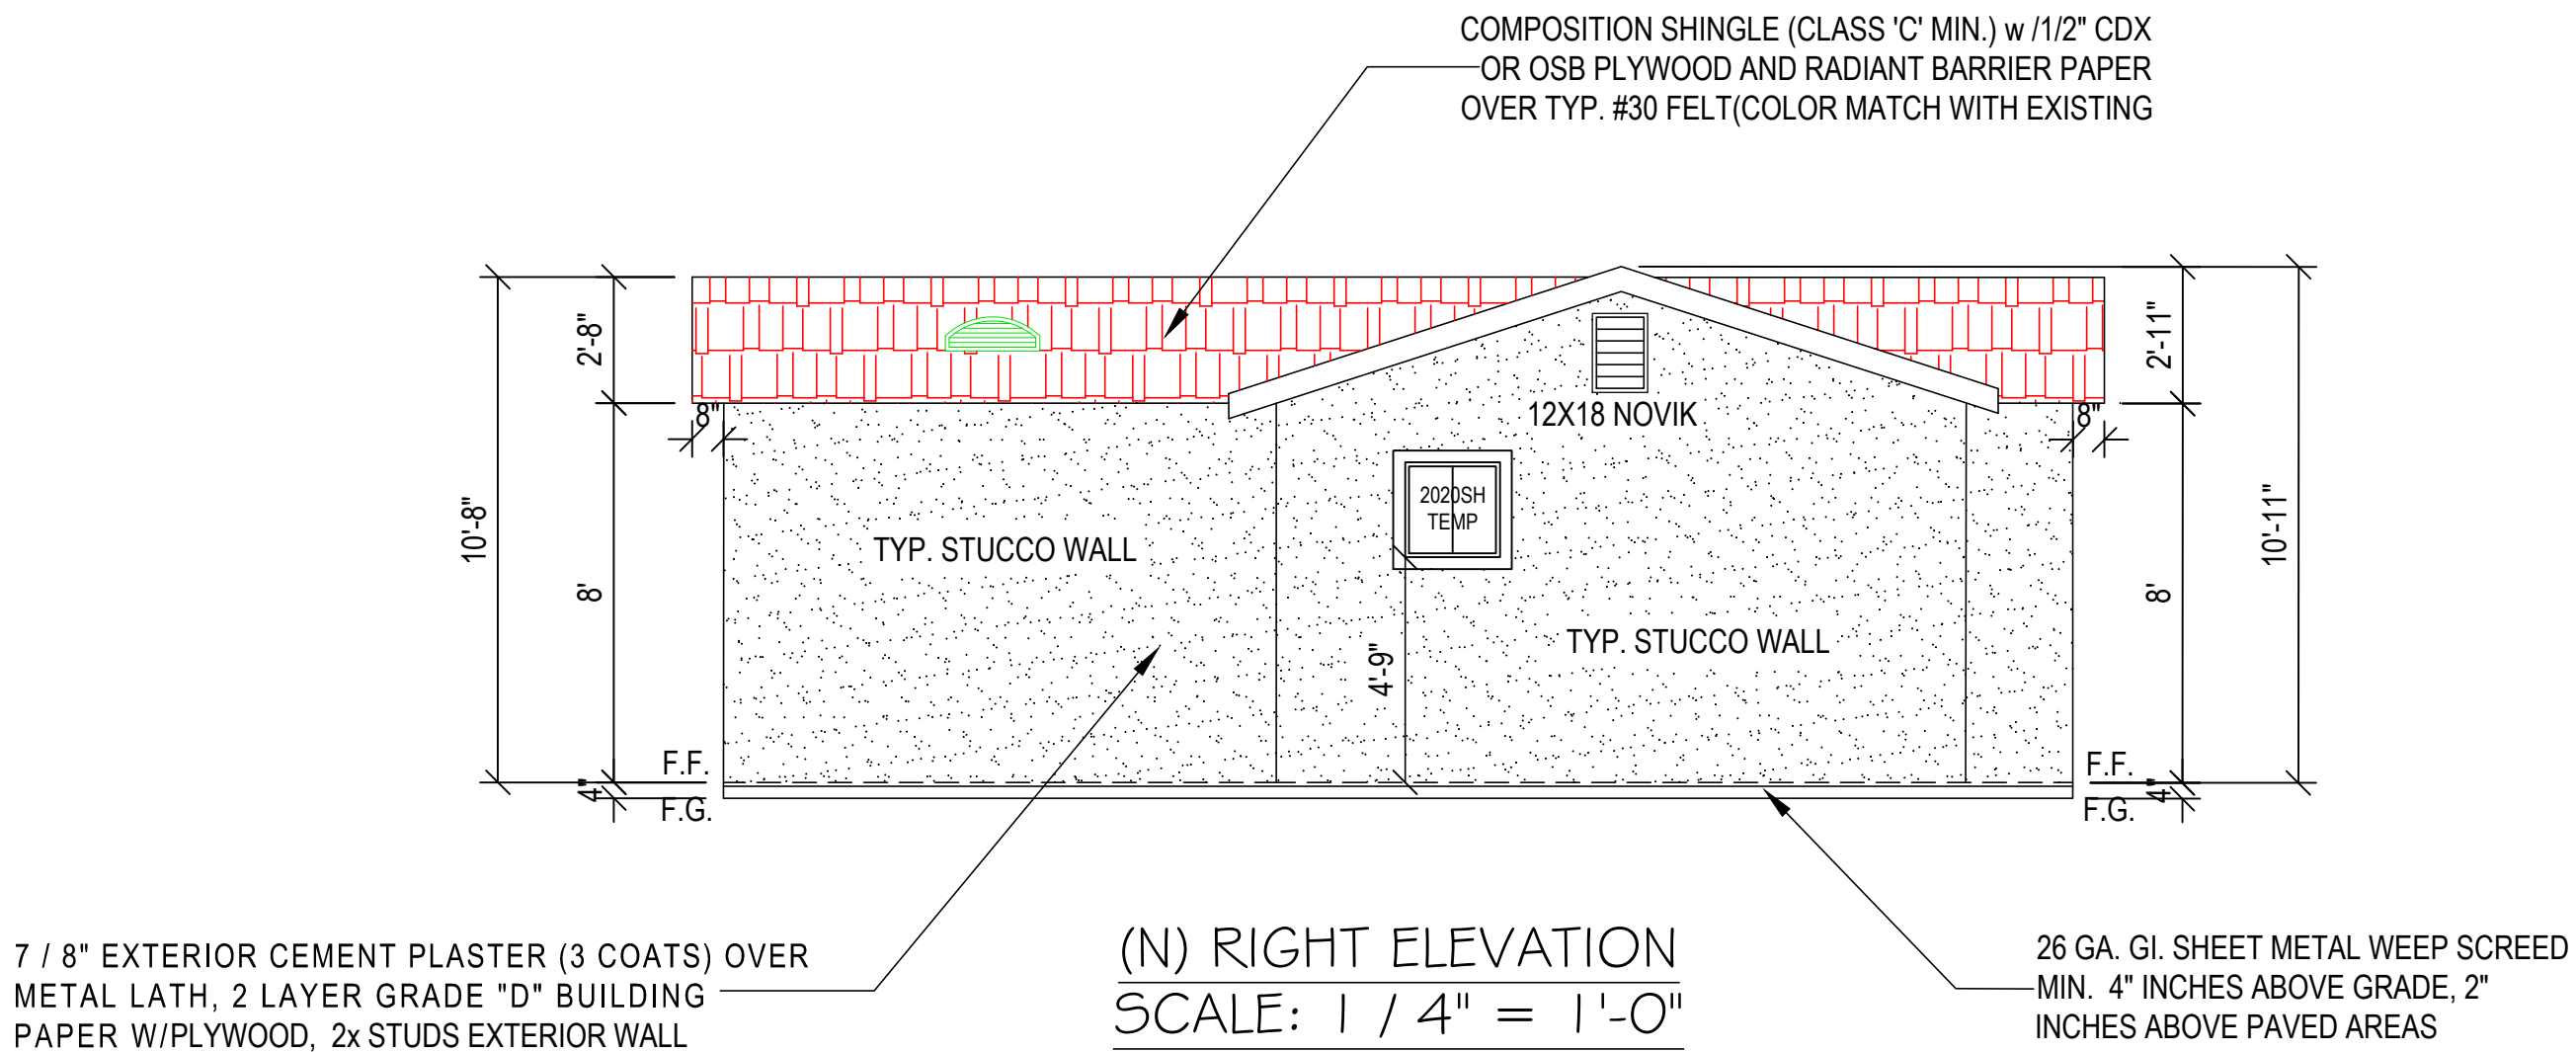 COMPOSITION SHINGLE (CLASS 'C' MIN.) w /1/2" CDX
OR OSB PLYWOOD AND RADIANT BARRIER PAPER
OVER TYP. #30 FELT(COLOR MATCH WITH EXISTING
2'-8"
2'-11"
8"
12X18 NOVIK
8"
10'-8"
2020SH
TEMP
10'-11"
TYP. STUCCO WALL
8'
8'
TYP. STUCCO WALL
4'-9"
F.F.
F.F.
4"
4"
F.G.
F.G.
7 / 8" EXTERIOR CEMENT PLASTER (3 COATS) OVER
METAL LATH, 2 LAYER GRADE "D" BUILDING
PAPER W/PLYWOOD, 2x STUDS EXTERIOR WALL
(N) RIGHT ELEVATION
SCALE: 1 / 4" = 1'-0"
26 GA. GI. SHEET METAL WEEP SCREED
MIN. 4" INCHES ABOVE GRADE, 2"
INCHES ABOVE PAVED AREAS